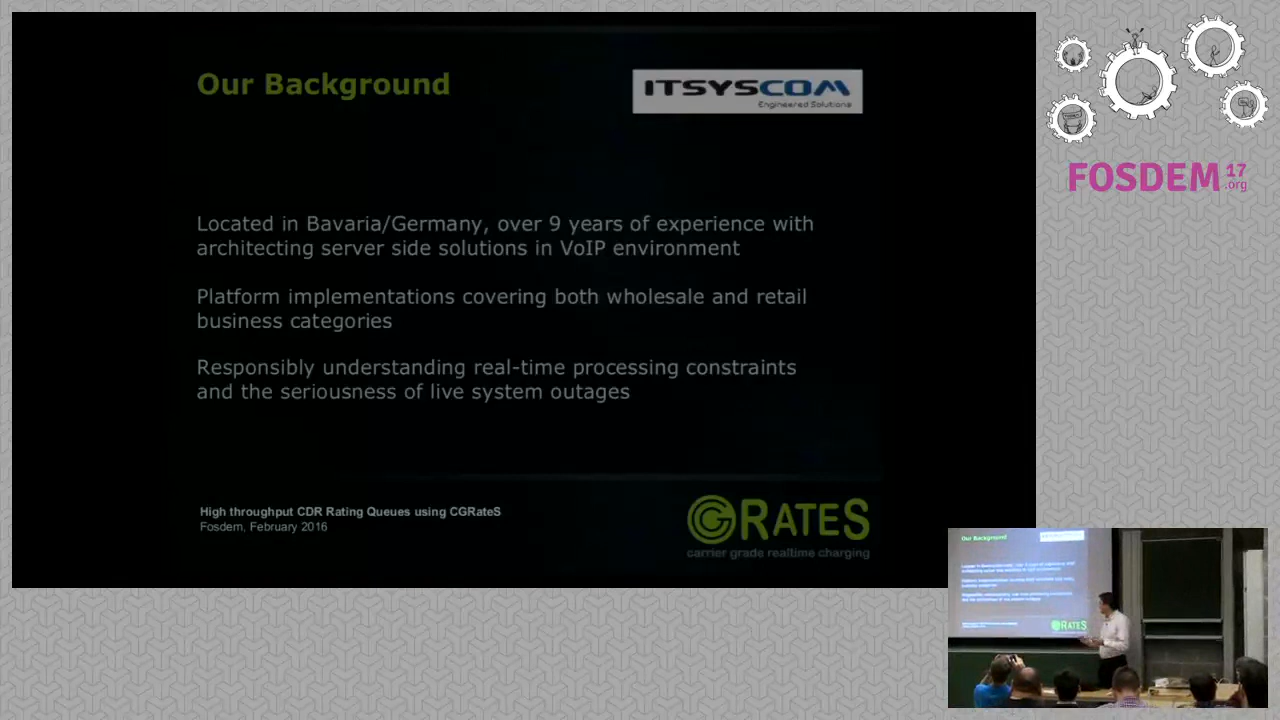 Our Background
ITSYSCOM
Engineered Solutions
Located in Bavaria/Germany, over 9 years of experience with
architecting server side solutions in VoIP environment
Platform implementations covering both wholesale and retail
business categories
Responsibly understanding real-time processing constraints
and the seriousness of live system outages
High throughput CDR Rating Queues using CGRateS
Fosdem, February 2016
CGRATES
carrier grade realtime charging
FOSDEM 17
.org
Our Background
RATES